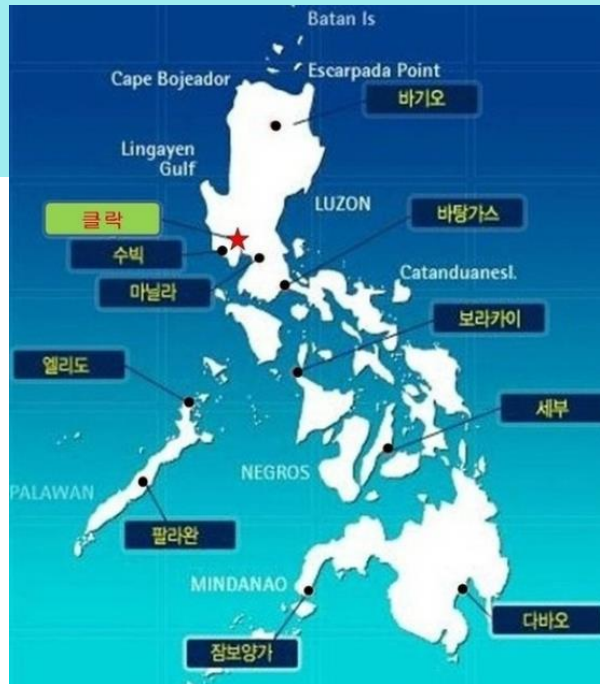 Batan Is
Cape Bojeador
Escarpada Point
바기오
Lingayen
Gulf
LUZON
클락
바탕가스
수빅
Catanduanesl.
마닐라
보라카이
엘리도
세부
NEGROS
PALAWAN
팔라완
MINDANAO
다바오
잠보양가